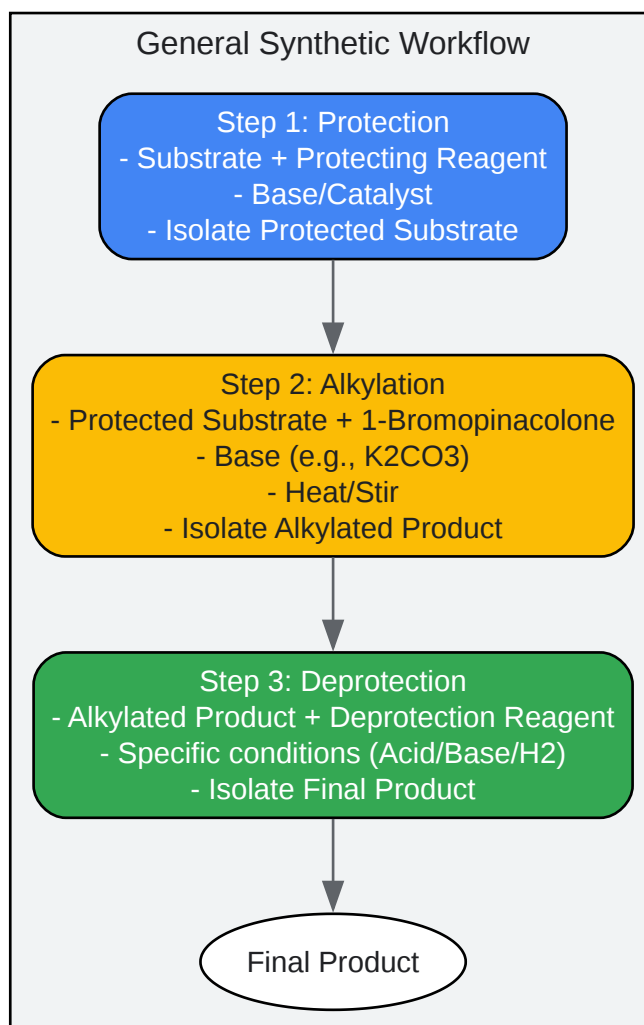 General Synthetic Workflow
Step 1: Protection
- Substrate + Protecting Reagent
- Base/Catalyst
- Isolate Protected Substrate
Step 2: Alkylation
- Protected Substrate + 1-Bromopinacolone
- Base (e.g., K2CO3)
- Heat/Stir
- Isolate Alkylated Product
Step 3: Deprotection
- Alkylated Product + Deprotection Reagent
- Specific conditions (Acid/Base/H2)
- Isolate Final Product
Final Product